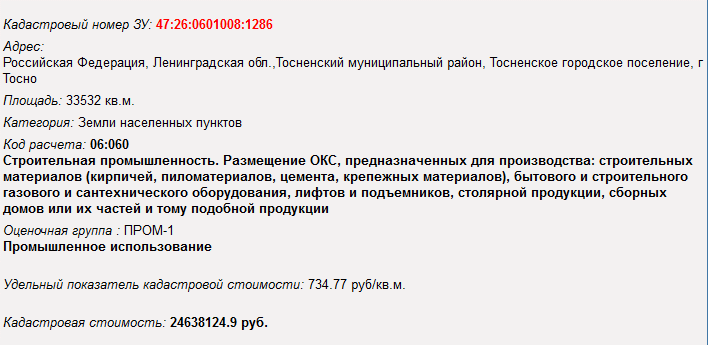 Кадастровый номер ЗУ: 47:26:0601008:1286
Адрес:
Российская Федерация, Ленинградская обл.,Тосненский муниципальный район, Тосненское городское поселение, г
Тосно
Площадь: 33532 кв.м.
Категория: Земли населенных пунктов
Код расчета: 06:060
Строительная промышленность. Размещение ОКС, предназначенных для производства: строительных
материалов (кирпичей, пиломатериалов, цемента, крепежных материалов), бытового и строительного
газового и сантехнического оборудования, лифтов и подъемников, столярной продукции, сборных
домов или их частей и тому подобной продукции
Оценочная группа : ПРОМ-1
Промышленное использование
Удельный показатель кадастровой стоимости: 734.77 руб/кв.м.
Кадастровая стоимость: 24638124.9 руб.